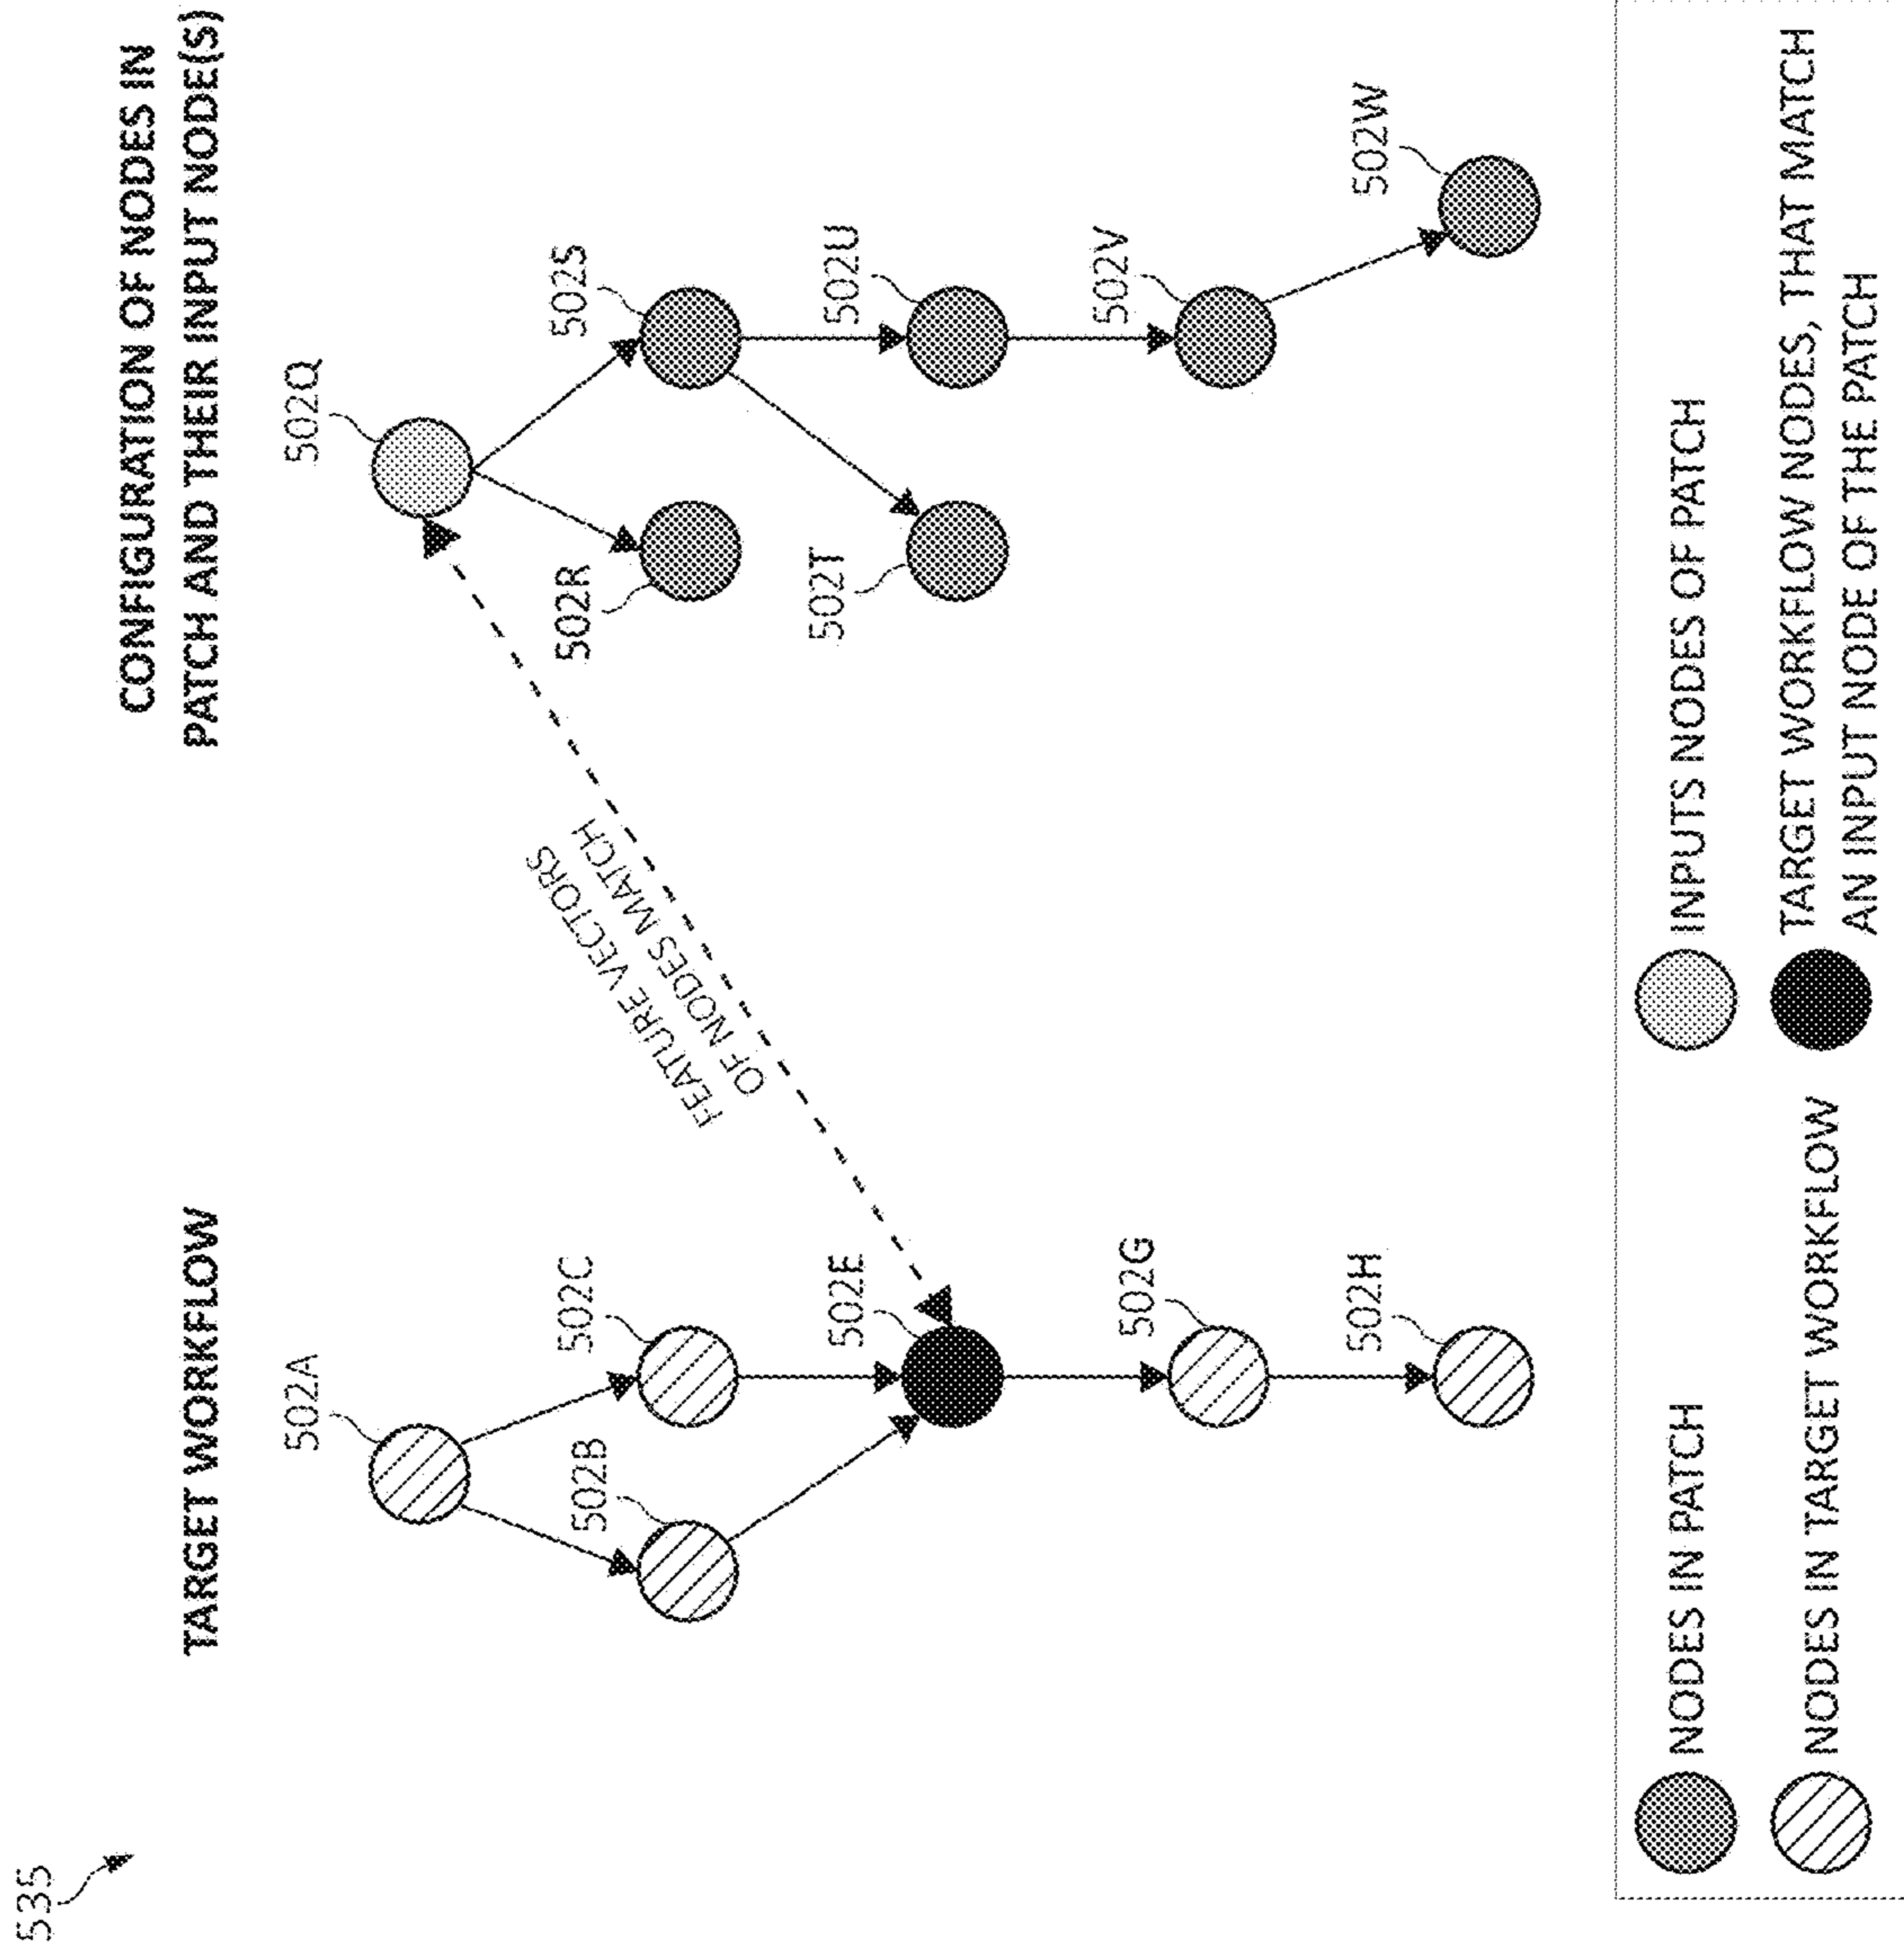 535
TARGET WORKFLOW
CONFIGURATION OF NODES IN
PATCH AND THEIR INPUT NODE(S)
502A
502B
502C
502E
502G
502H
FEATURE VECTORS
OF NODES MATCH
502Q
502R
502S
502T
502U
502V
502W
NODES IN PATCH
INPUTS NODES OF PATCH
NODES IN TARGET WORKFLOW
TARGET WORKFLOW NODES, THAT MATCH
AN INPUT NODE OF THE PATCH